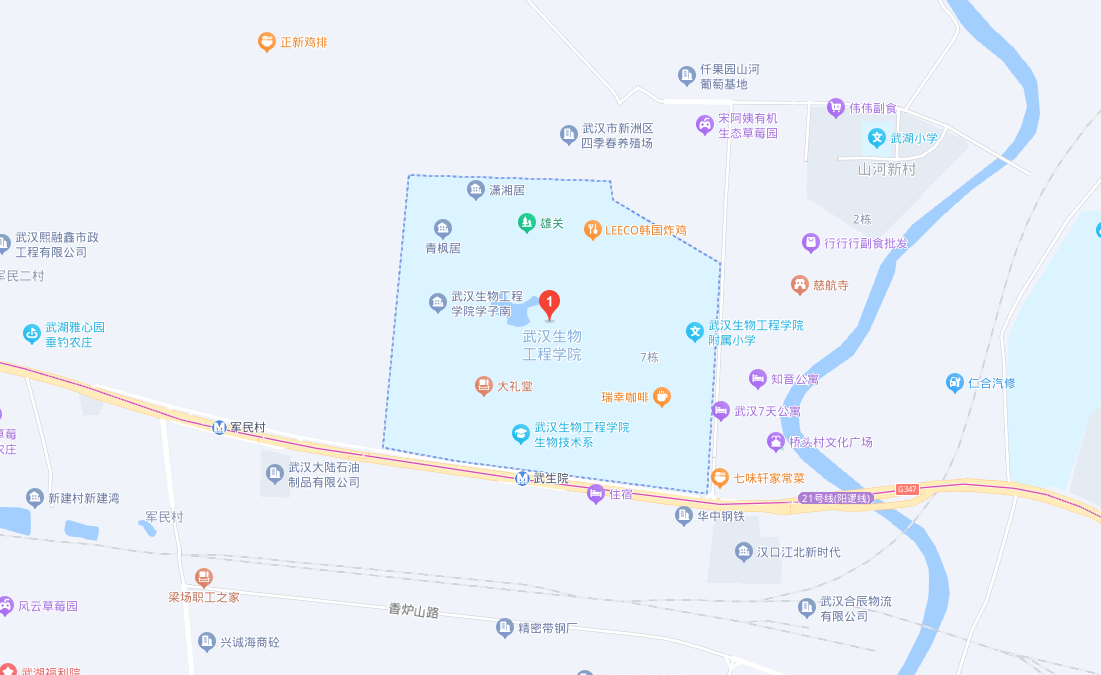 正新鸡排
仟果园山河
葡萄基地
伟伟副食
宋阿姨有机
生态草莓园
武汉市新洲区
四季春养殖场
武湖小学
山河新村
潇湘居
2栋
雄关
LEECO韩国炸鸡
青枫居
行行行副食批发
武汉熙融鑫市政
工程有限公司
军民二村
慈航寺
武汉生物工程
学院学子南
1
武湖雅心园
垂钓农庄
武汉生物
工程学院
武汉生物工程学院
附属小学
7栋
大礼堂
知音公寓
仁合汽修
瑞幸咖啡
武汉7天公寓
草莓
农庄
军民村
武汉生物工程学院
生物技术系
桥头村文化广场
武汉大陆石油
制品有限公司
武生院
七味轩家常菜
住宿
21号线(阳逻线)
G347
新建村新建湾
军民村
华中钢铁
汉口江北新时代
梁场职工之家
风云草莓园
香炉山路
武汉合辰物流
有限公司
兴诚海商砼
精密带钢厂
武湖福利院